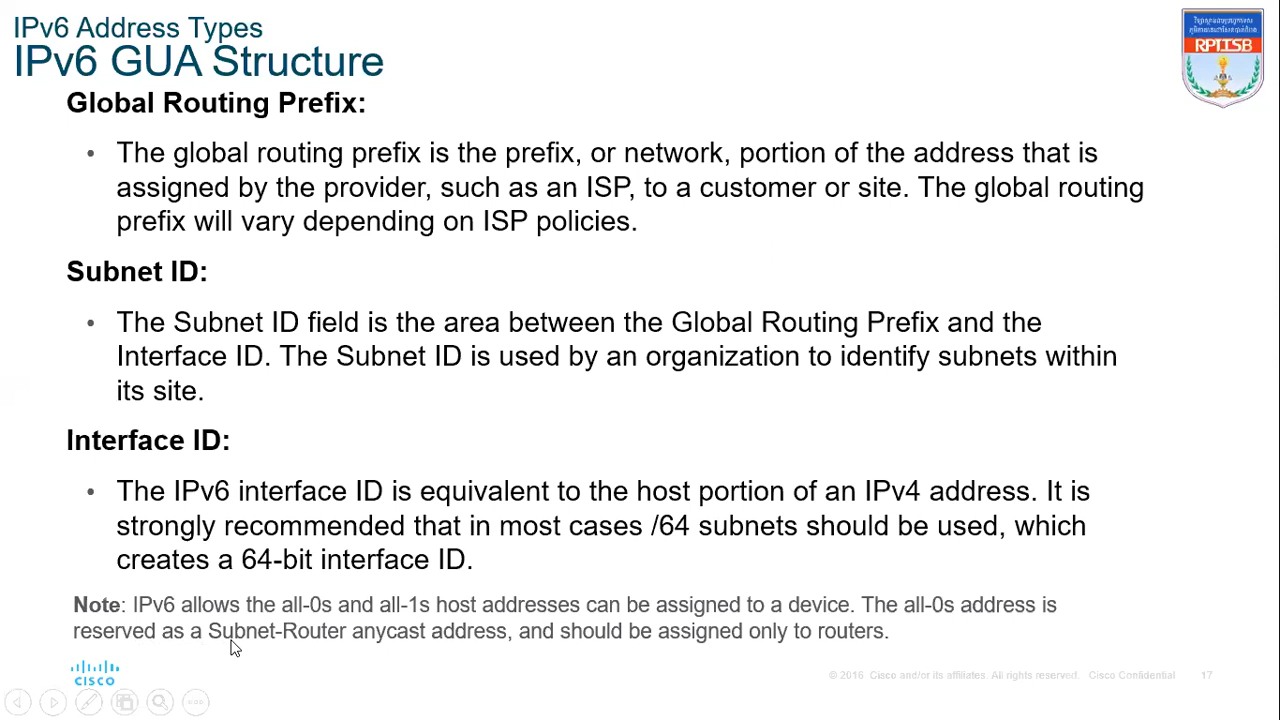 IPv6 Address Types
IPv6 GUA Structure
RPTISB
Global Routing Prefix:
• The global routing prefix is the prefix, or network, portion of the address that is
assigned by the provider, such as an ISP, to a customer or site. The global routing
prefix will vary depending on ISP policies.
Subnet ID:
• The Subnet ID field is the area between the Global Routing Prefix and the
Interface ID. The Subnet ID is used by an organization to identify subnets within
its site.
Interface ID:
• The IPv6 interface ID is equivalent to the host portion of an IPv4 address. It is
strongly recommended that in most cases /64 subnets should be used, which
creates a 64-bit interface ID.
Note: IPv6 allows the all-0s and all-1s host addresses can be assigned to a device. The all-0s address is
reserved as a Subnet-Router anycast address, and should be assigned only to routers.
CISCO
© 2016 Cisco and/or its affiliates. All rights reserved. Cisco Confidential 17